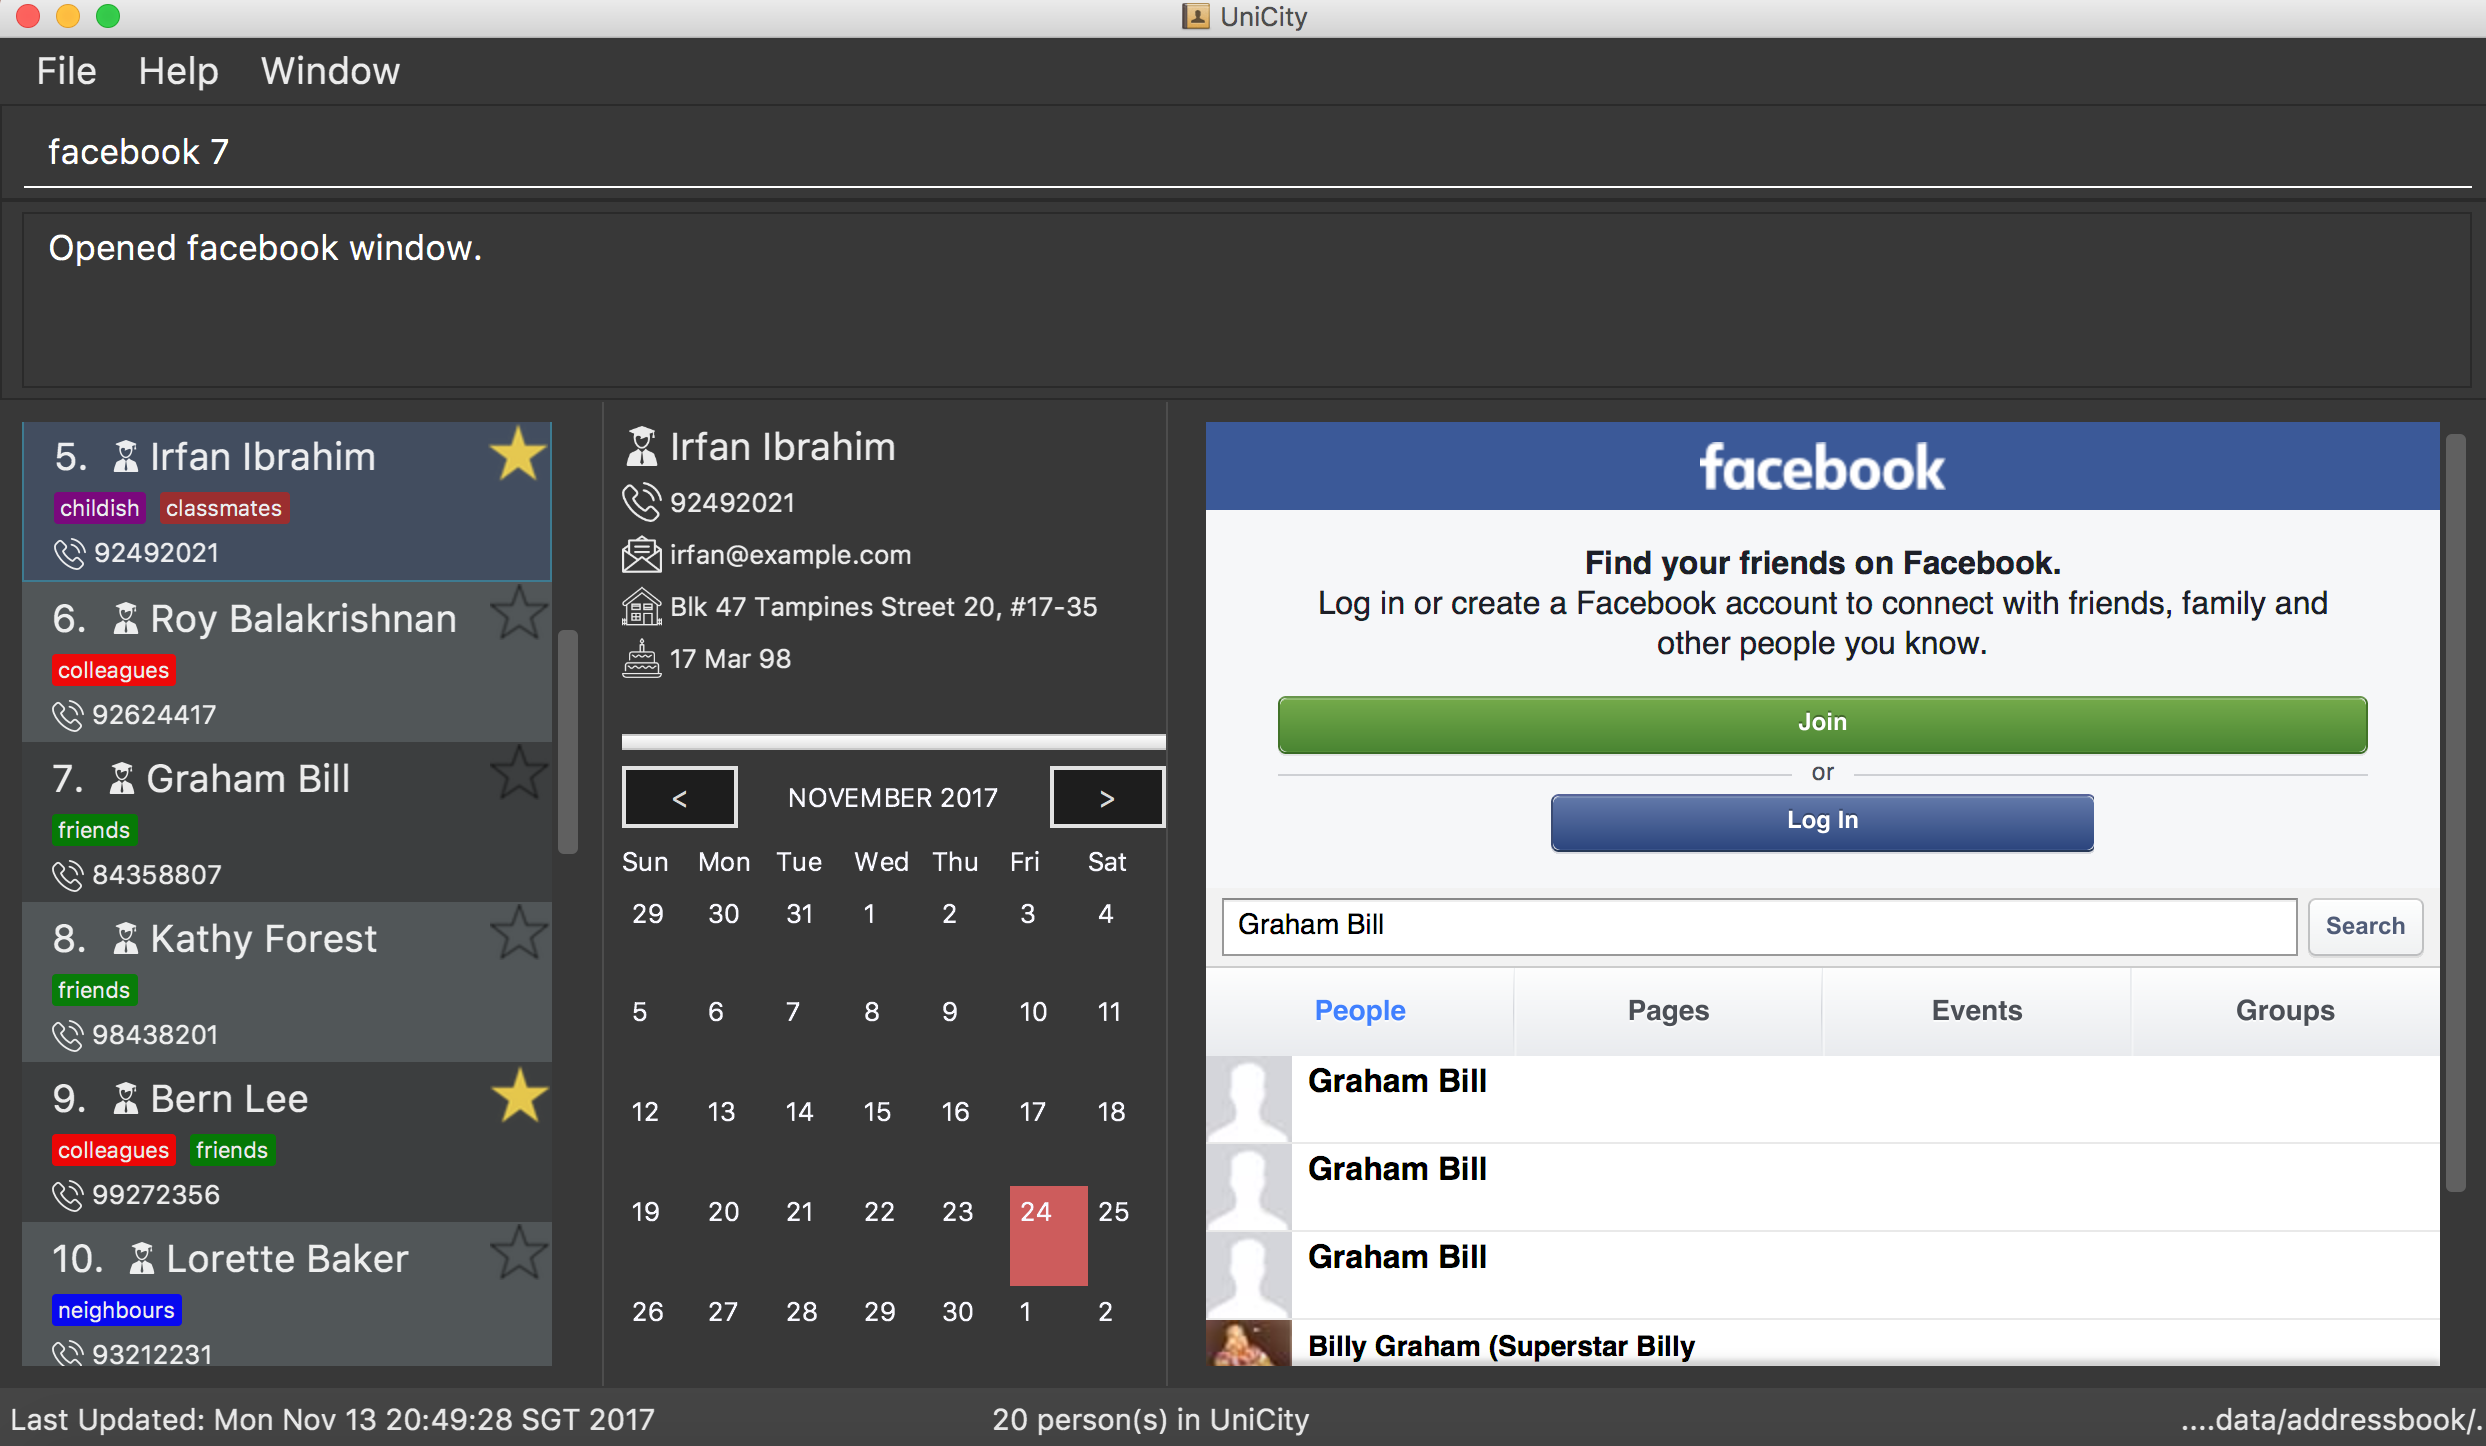 UniCity
File Help Window
facebook 7
Opened facebook window.
5. Irfan Ibrahim
childish classmates
92492021
6. Roy Balakrishnan
colleagues
92624417
7. Graham Bill
friends
84358807
8. Kathy Forest
friends
98438201
9. Bern Lee
colleagues friends
99272356
10. Lorette Baker
neighbours
93212231
Irfan Ibrahim
92492021
irfan@example.com
Blk 47 Tampines Street 20, #17-35
17 Mar 98
< NOVEMBER 2017 >
Sun Mon Tue Wed Thu Fri Sat
29 30 31 1 2 3 4
5 6 7 8 9 10 11
12 13 14 15 16 17 18
19 20 21 22 23 24 25
26 27 28 29 30 1 2
facebook
Find your friends on Facebook.
Log in or create a Facebook account to connect with friends, family and
other people you know.
Join
or
Log In
Graham Bill Search
People Pages Events Groups
Graham Bill
Graham Bill
Graham Bill
Billy Graham (Superstar Billy
Last Updated: Mon Nov 13 20:49:28 SGT 2017 20 person(s) in UniCity ....data/addressbook/.